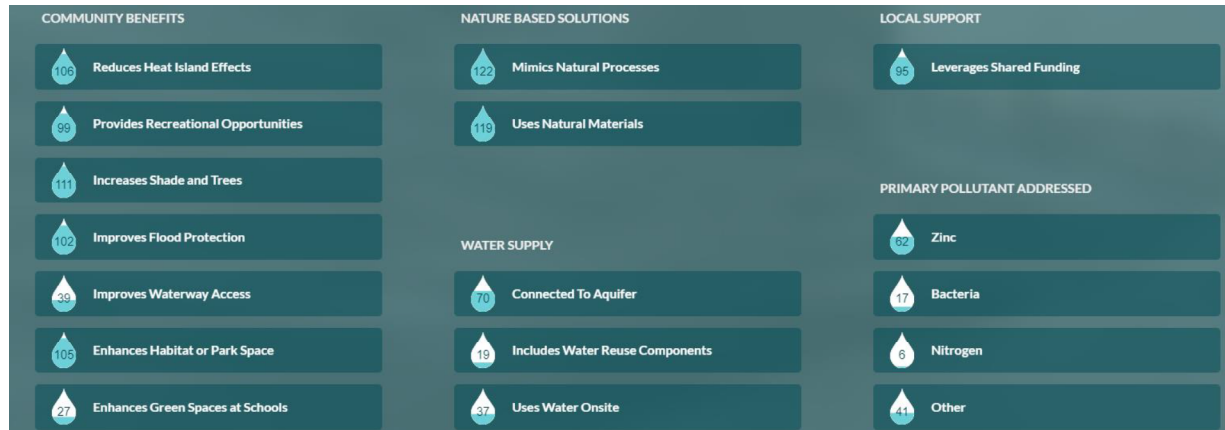 COMMUNITY BENEFITS
106 Reduces Heat Island Effects
99 Provides Recreational Opportunities
111 Increases Shade and Trees
102 Improves Flood Protection
39 Improves Waterway Access
105 Enhances Habitat or Park Space
27 Enhances Green Spaces at Schools
NATURE BASED SOLUTIONS
122 Mimics Natural Processes
119 Uses Natural Materials
WATER SUPPLY
70 Connected To Aquifer
19 Includes Water Reuse Components
37 Uses Water Onsite
LOCAL SUPPORT
95 Leverages Shared Funding
PRIMARY POLLUTANT ADDRESSED
62 Zinc
17 Bacteria
6 Nitrogen
41 Other